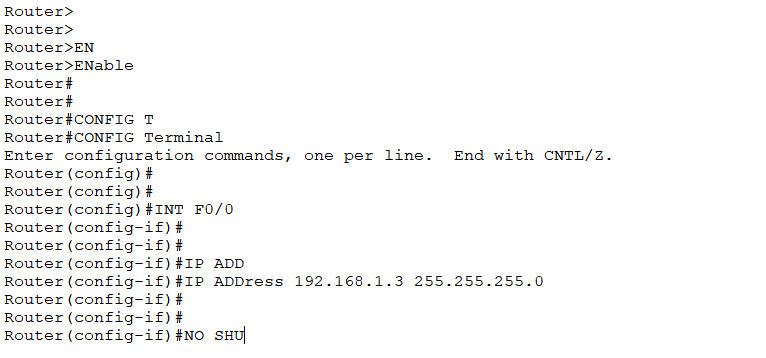 Router>
Router>
Router>EN
Router>ENable
Router#
Router#
Router#CONFIG T
Router#CONFIG Terminal
Enter configuration commands, one per line.  End with CNTL/Z.
Router(config)#
Router(config)#
Router(config)#INT F0/0
Router(config-if)#
Router(config-if)#
Router(config-if)#IP ADD
Router(config-if)#IP ADDress 192.168.1.3 255.255.255.0
Router(config-if)#
Router(config-if)#
Router(config-if)#NO SHU